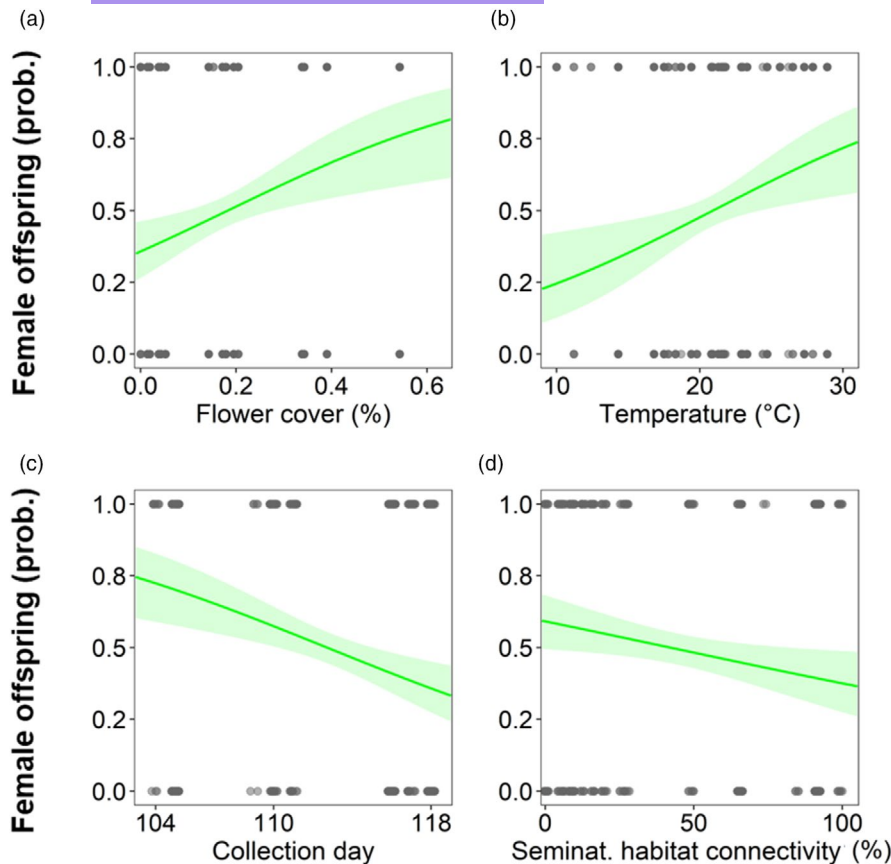 (a)
(b)
Female offspring (prob.)
1.0
0.8
0.5
0.2
0.0
0.0 0.2 0.4 0.6
Flower cover (%)
1.0
0.8
0.5
0.2
0.0
10 20 30
Temperature (°C)
(c)
(d)
Female offspring (prob.)
1.0
0.8
0.5
0.2
0.0
104 110 118
Collection day
1.0
0.8
0.5
0.2
0.0
0 50 100
Seminat. habitat connectivity (%)